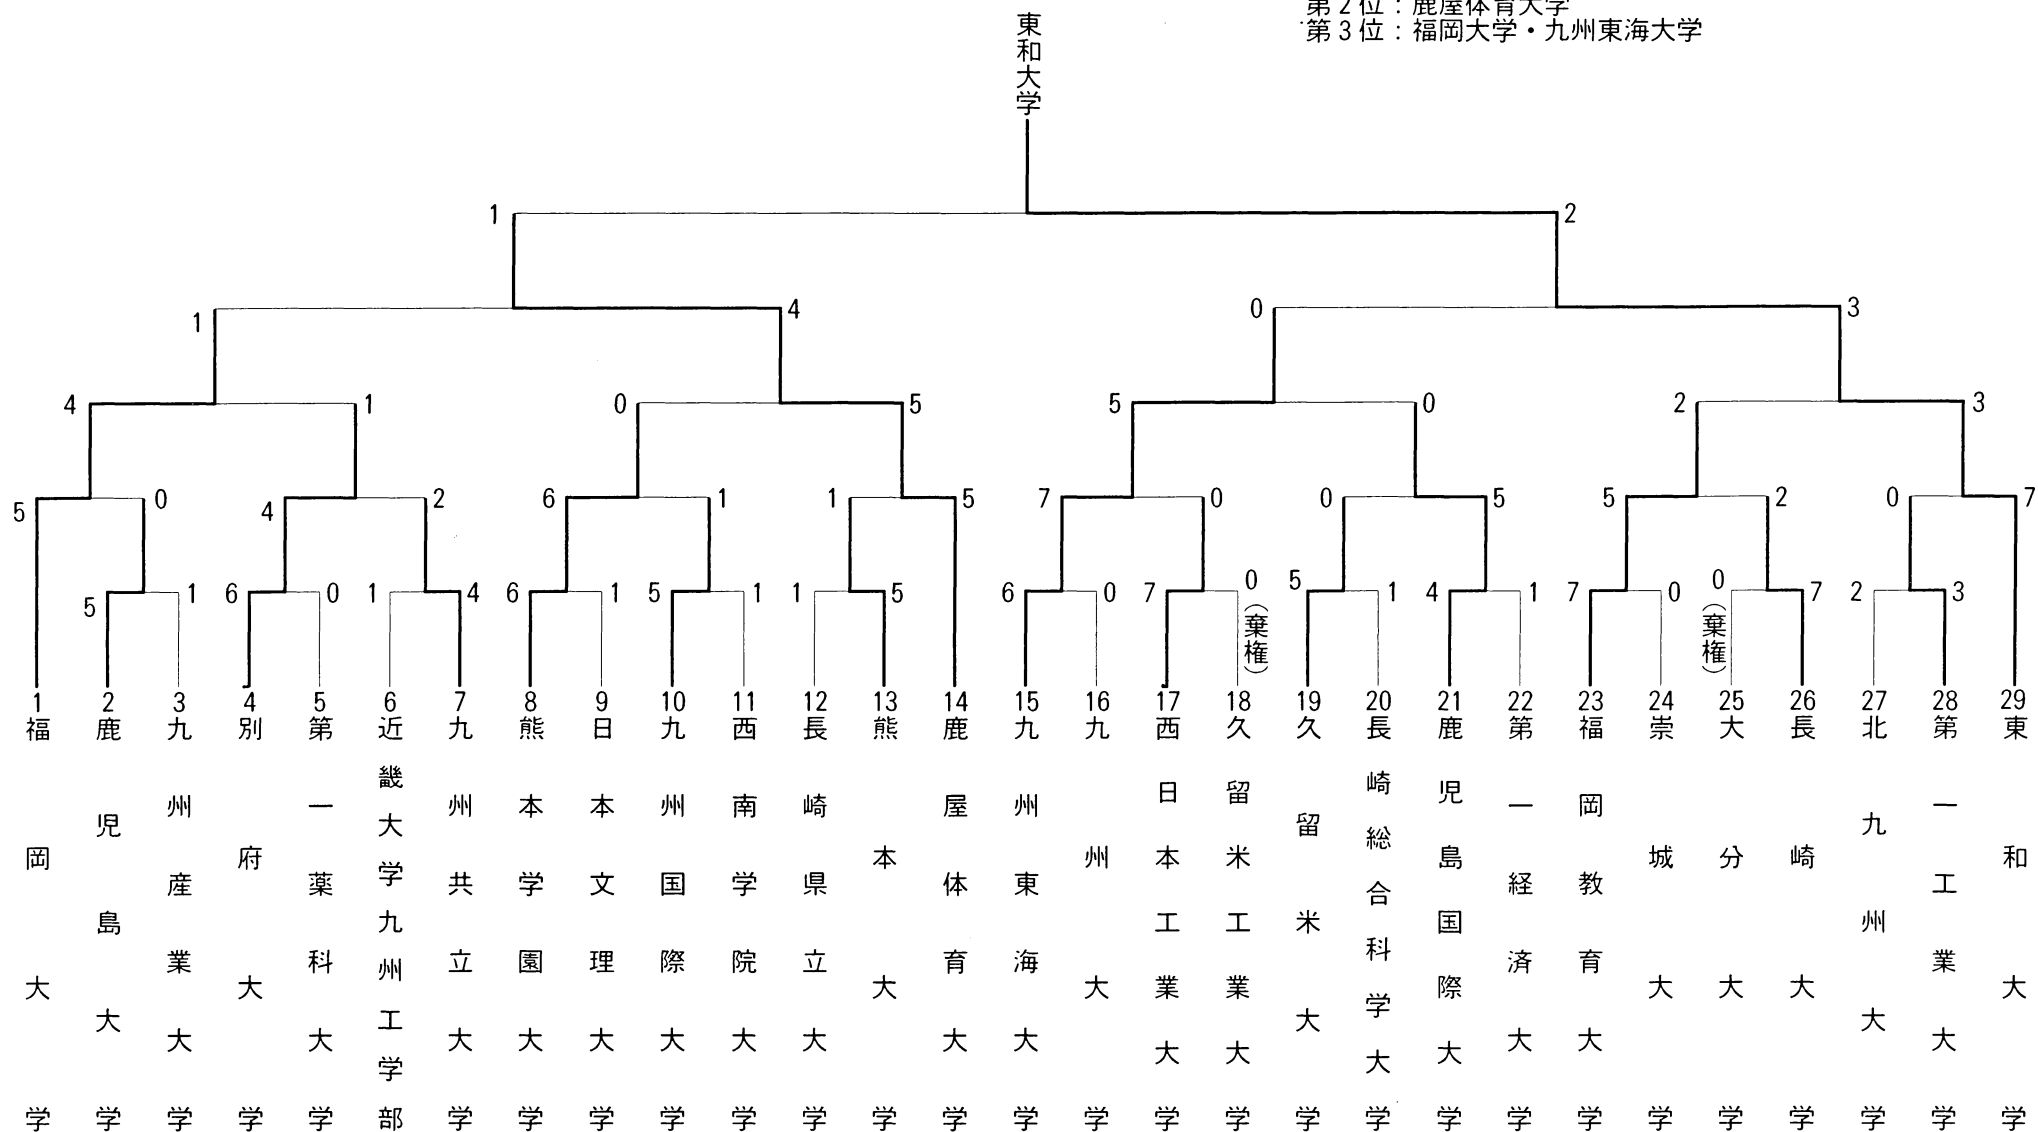 第2位：鹿屋体育大学
第3位：福岡大学・九州東海大学
東和大学
1 2
1 4 0 3
4 1 0 5 5 0 2 3
5 0 4 2 6 1 1 5 7 0 0 5 5 2 0 7
5 1 6 0 1 4 6 1 5 1 1 5 6 0 7 0（棄権） 5 1 4 1 7 0 0（棄権） 7 2 3
1 福岡大学
2 鹿児島大学
3 九州産業大学
4 別府大学
5 第一薬科大学
6 近畿大学九州工学部
7 九州共立大学
8 熊本学園大学
9 日本文理大学
10 九州国際大学
11 西南学院大学
12 長崎県立大学
13 熊本大学
14 鹿屋体育大学
15 九州東海大学
16 九州大学
17 西日本工業大学
18 久留米工業大学
19 久留米大学
20 長崎総合科学大学
21 鹿児島国際大学
22 第一経済大学
23 福岡教育大学
24 崇城大学
25 大分大学
26 長崎大学
27 北九州大学
28 第一工業大学
29 東和大学